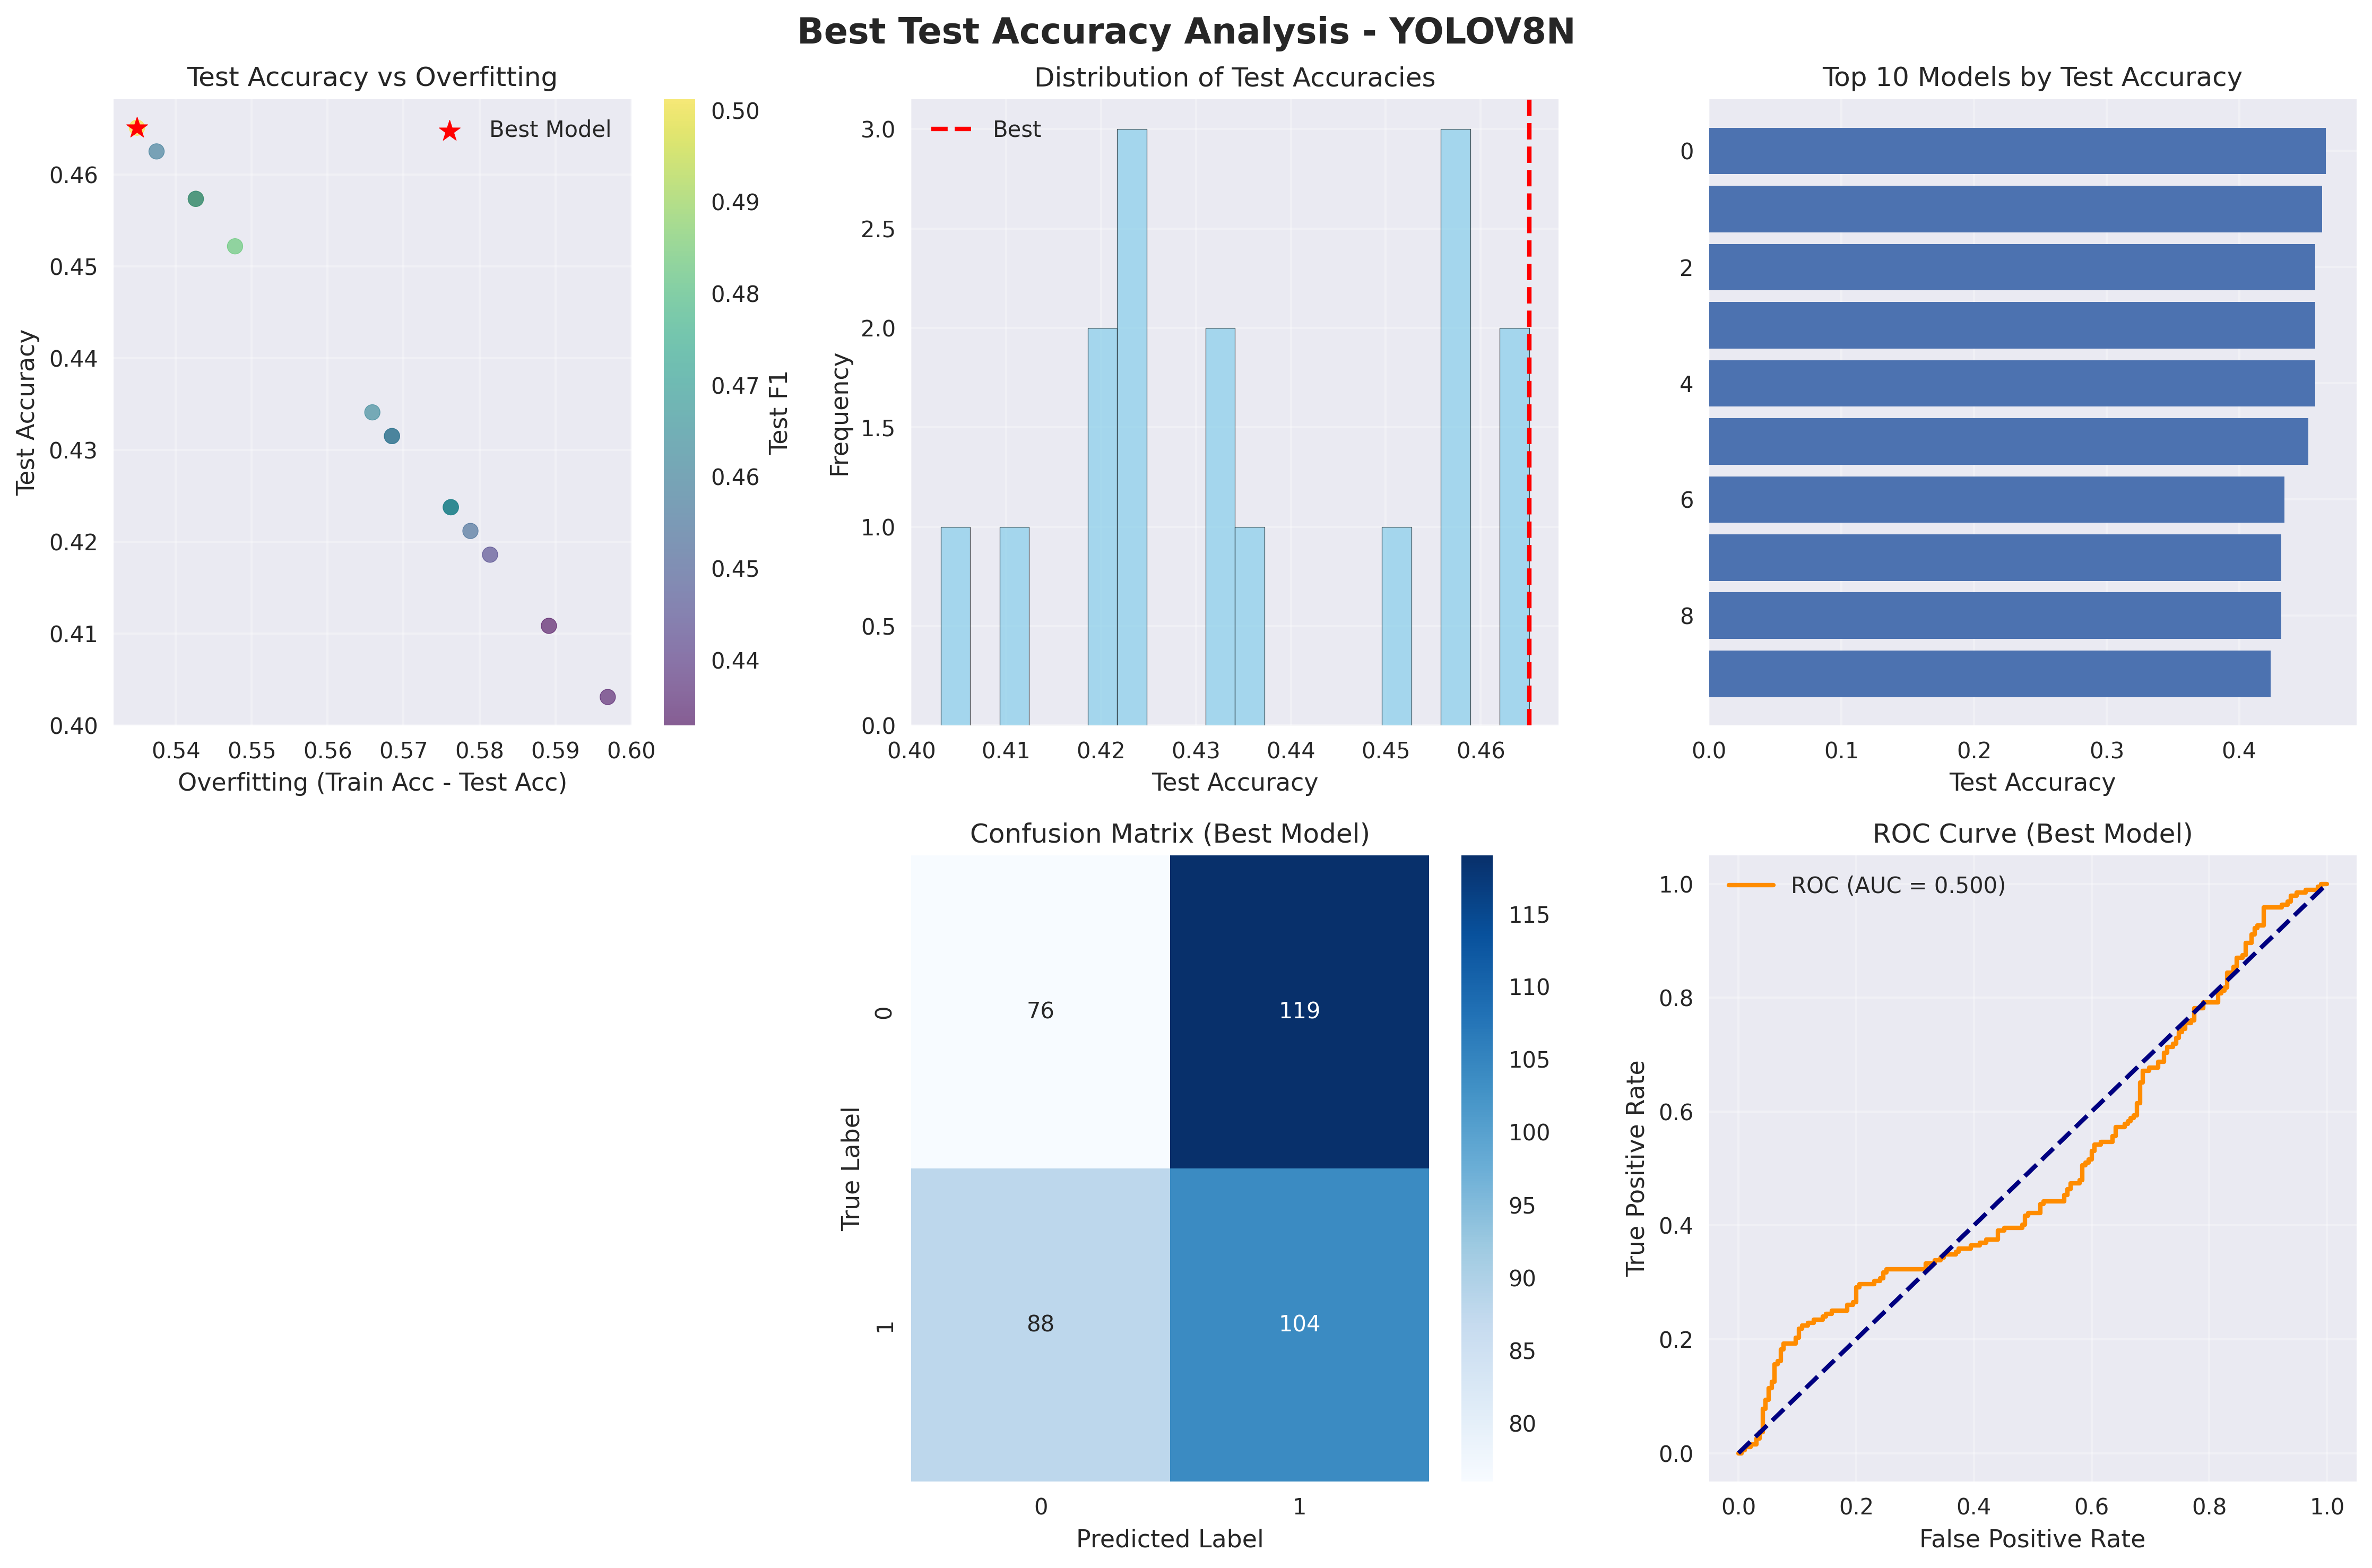 Best Test Accuracy Analysis - YOLOV8N
Test Accuracy vs Overfitting
Best Model
0.46
0.45
0.44
0.43
0.42
0.41
0.40
Test Accuracy
0.54 0.55 0.56 0.57 0.58 0.59 0.60
Overfitting (Train Acc - Test Acc)
0.50
0.49
0.48
0.47
0.46
0.45
0.44
Test F1
Distribution of Test Accuracies
Best
3.0
2.5
2.0
1.5
1.0
0.5
0.0
Frequency
0.40 0.41 0.42 0.43 0.44 0.45 0.46
Test Accuracy
Top 10 Models by Test Accuracy
0
2
4
6
8
0.0 0.1 0.2 0.3 0.4
Test Accuracy
Confusion Matrix (Best Model)
True Label
0
76 119
1
88 104
0 1
Predicted Label
115
110
105
100
95
90
85
80
ROC Curve (Best Model)
ROC (AUC = 0.500)
1.0
0.8
0.6
0.4
0.2
0.0
True Positive Rate
0.0 0.2 0.4 0.6 0.8 1.0
False Positive Rate